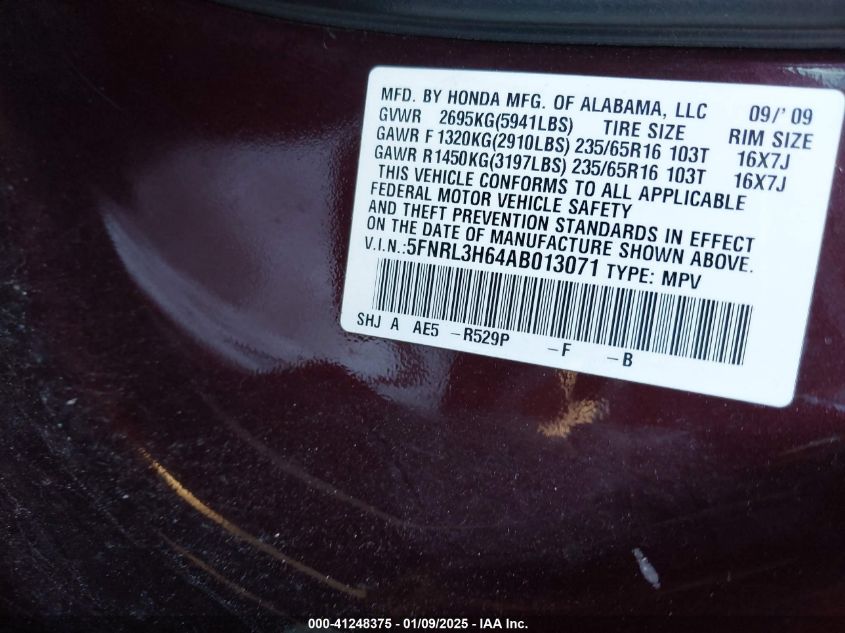 MFD. BY HONDA MFG. OF ALABAMA, LLC 09/' 09
GVWR 2695KG(5941LBS) TIRE SIZE RIM SIZE
GAWR F 1320KG(2910LBS) 235/65R16 103T 16X7J
GAWR R1450KG(3197LBS) 235/65R16 103T 16X7J
THIS VEHICLE CONFORMS TO ALL APPLICABLE
FEDERAL MOTOR VEHICLE SAFETY
AND THEFT PREVENTION STANDARDS IN EFFECT
ON THE DATE OF MANUFACTURE SHOWN ABOVE.
V.I.N.:5FNRL3H64AB013071 TYPE: MPV
SHJ A AE5 -R529P -F -B
000-41248375 - 01/09/2025 - IAA Inc.